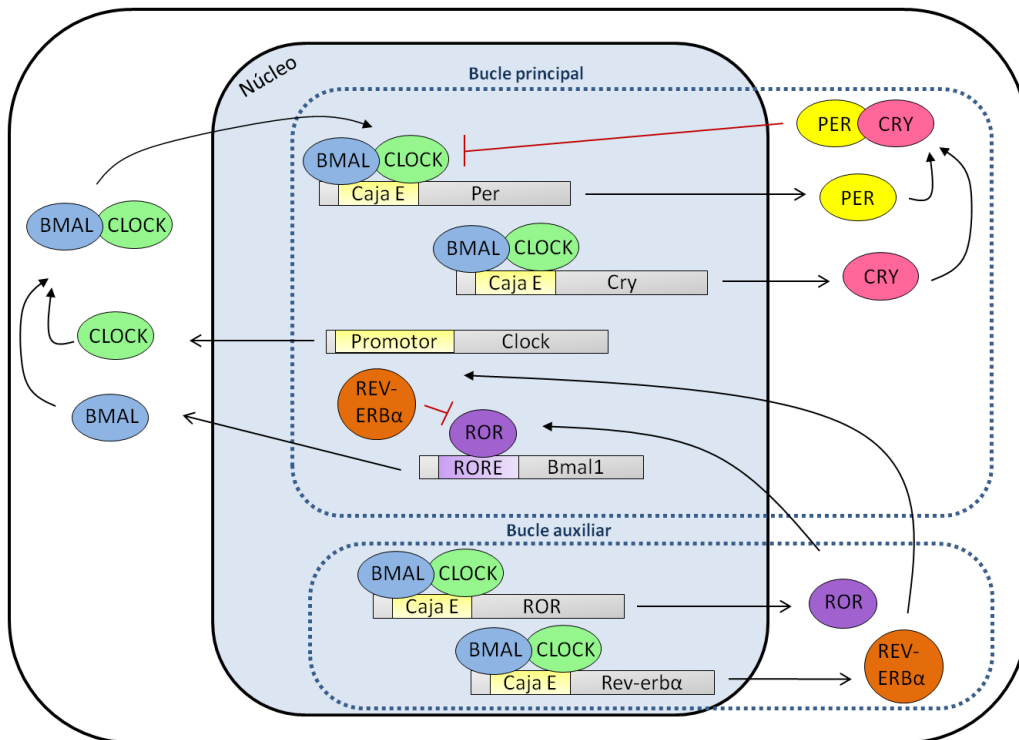 Núcleo
Bucle principal
PER CRY
BMAL CLOCK
Caja E Per
PER
BMAL CLOCK
BMAL CLOCK
Caja E Cry
CRY
CLOCK
Promotor Clock
REV-
ERBα
BMAL
ROR
RORE Bmal1
Bucle auxiliar
BMAL CLOCK
Caja E ROR
ROR
BMAL CLOCK
Caja E Rev-erbα
REV-
ERBα